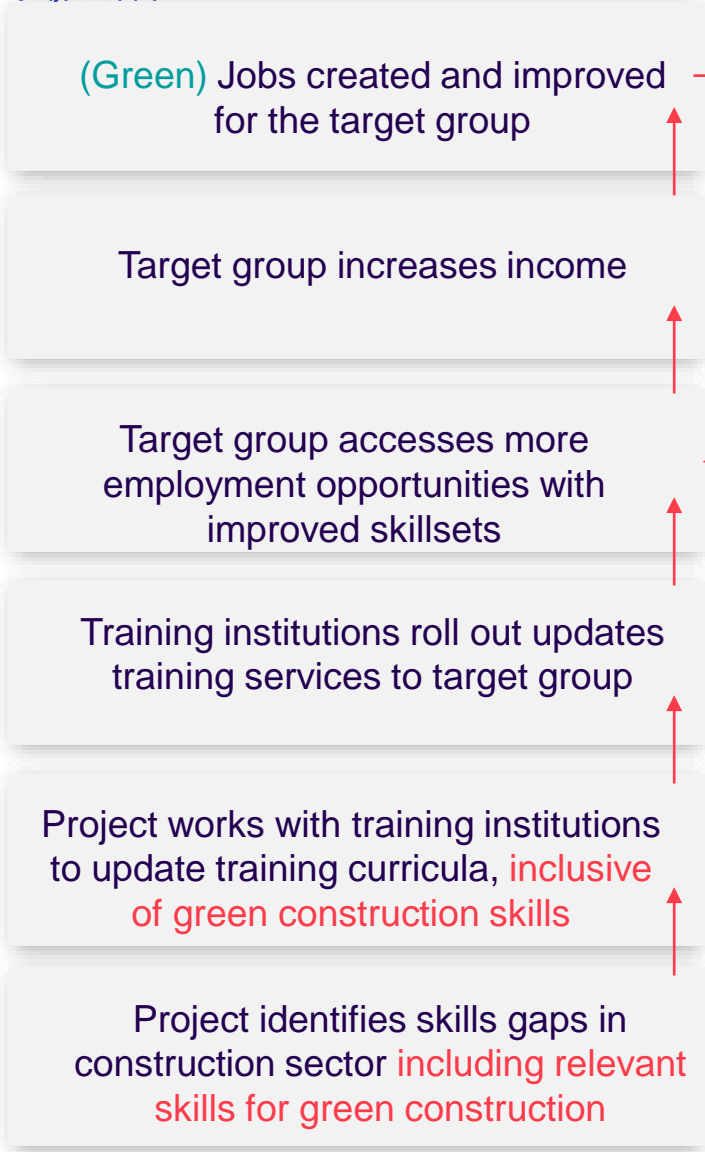 (Green) Jobs created and improved
for the target group
Target group increases income
Target group accesses more
employment opportunities with
improved skillsets
Training institutions roll out updates
training services to target group
Project works with training institutions
to update training curricula, inclusive
of green construction skills
Project identifies skills gaps in
construction sector including relevant
skills for green construction